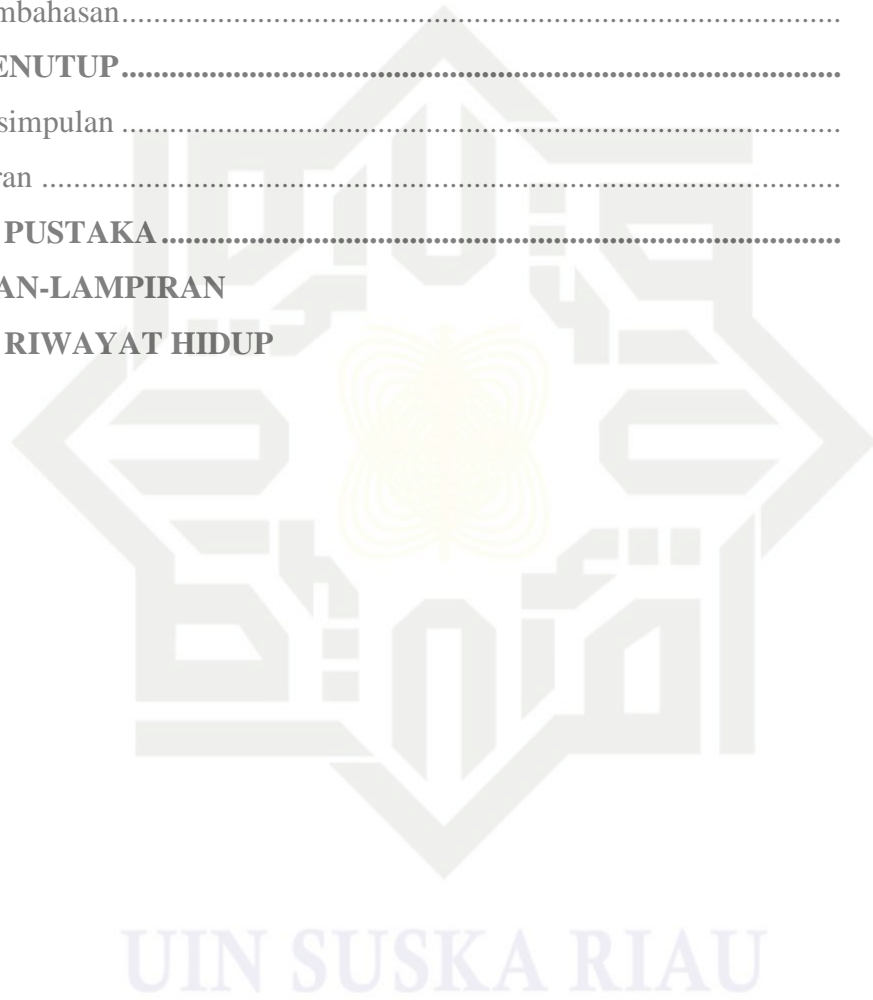 mbahasan
ENUTUP
simpulan
ran
PUSTAKA
AN-LAMPIRAN
RIWAYAT HIDUP
UIN SUSKA RIAU